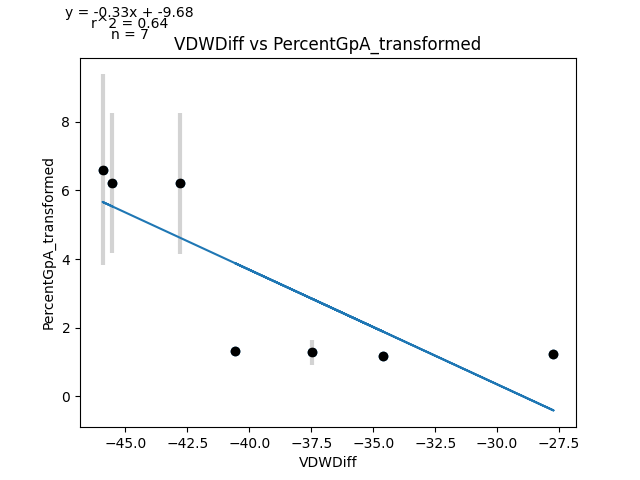 y = -0.33x + -9.68
r^2 = 0.64
n = 7
VDWDiff vs PercentGpA_transformed
PercentGpA_transformed
8
6
4
2
0
−45.0 −42.5 −40.0 −37.5 −35.0 −32.5 −30.0 −27.5
VDWDiff